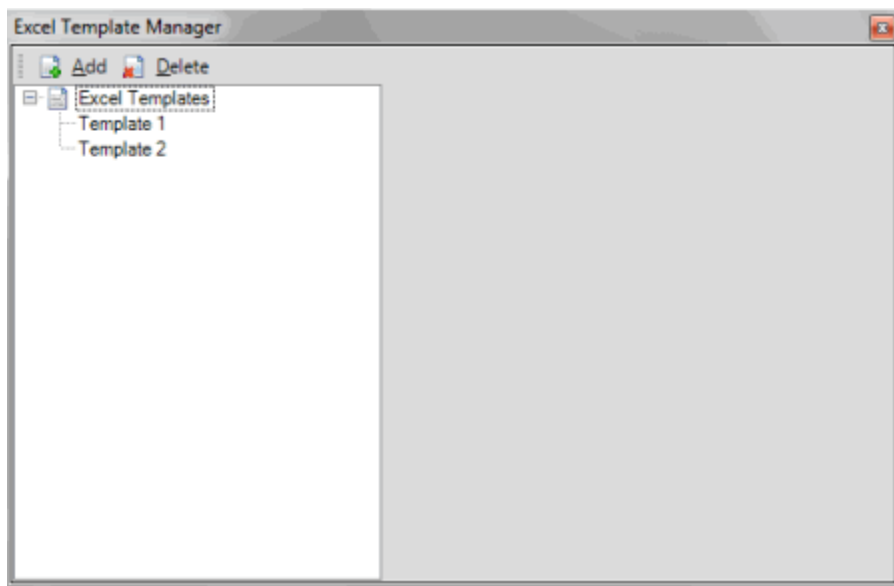 Excel Template Manager
Add Delete
Excel Templates
Template 1
Template 2